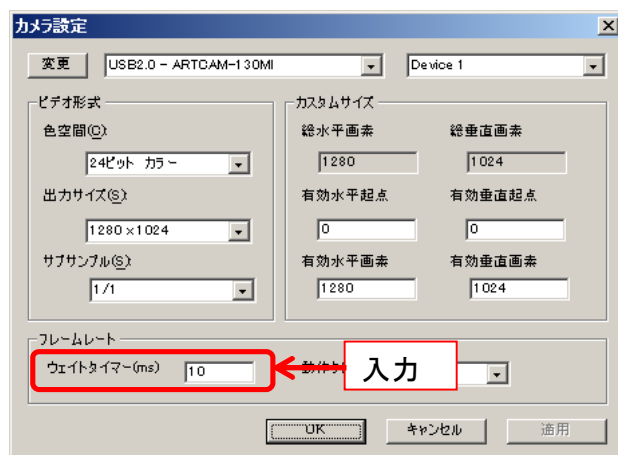 カメラ設定
変更
USB2.0 - ARTCAM-130MI
Device 1
ビデオ形式
色空間(C):
24ビット カラー
出力サイズ(S):
1280×1024
サブサンプル(S):
1/1
カスタムサイズ
総水平画素
総垂直画素
1280
1024
有効水平起点
有効垂直起点
0
0
有効水平画素
有効垂直画素
1280
1024
フレームレート
ウェイトタイマー(ms)
10
入力
OK
キャンセル
適用